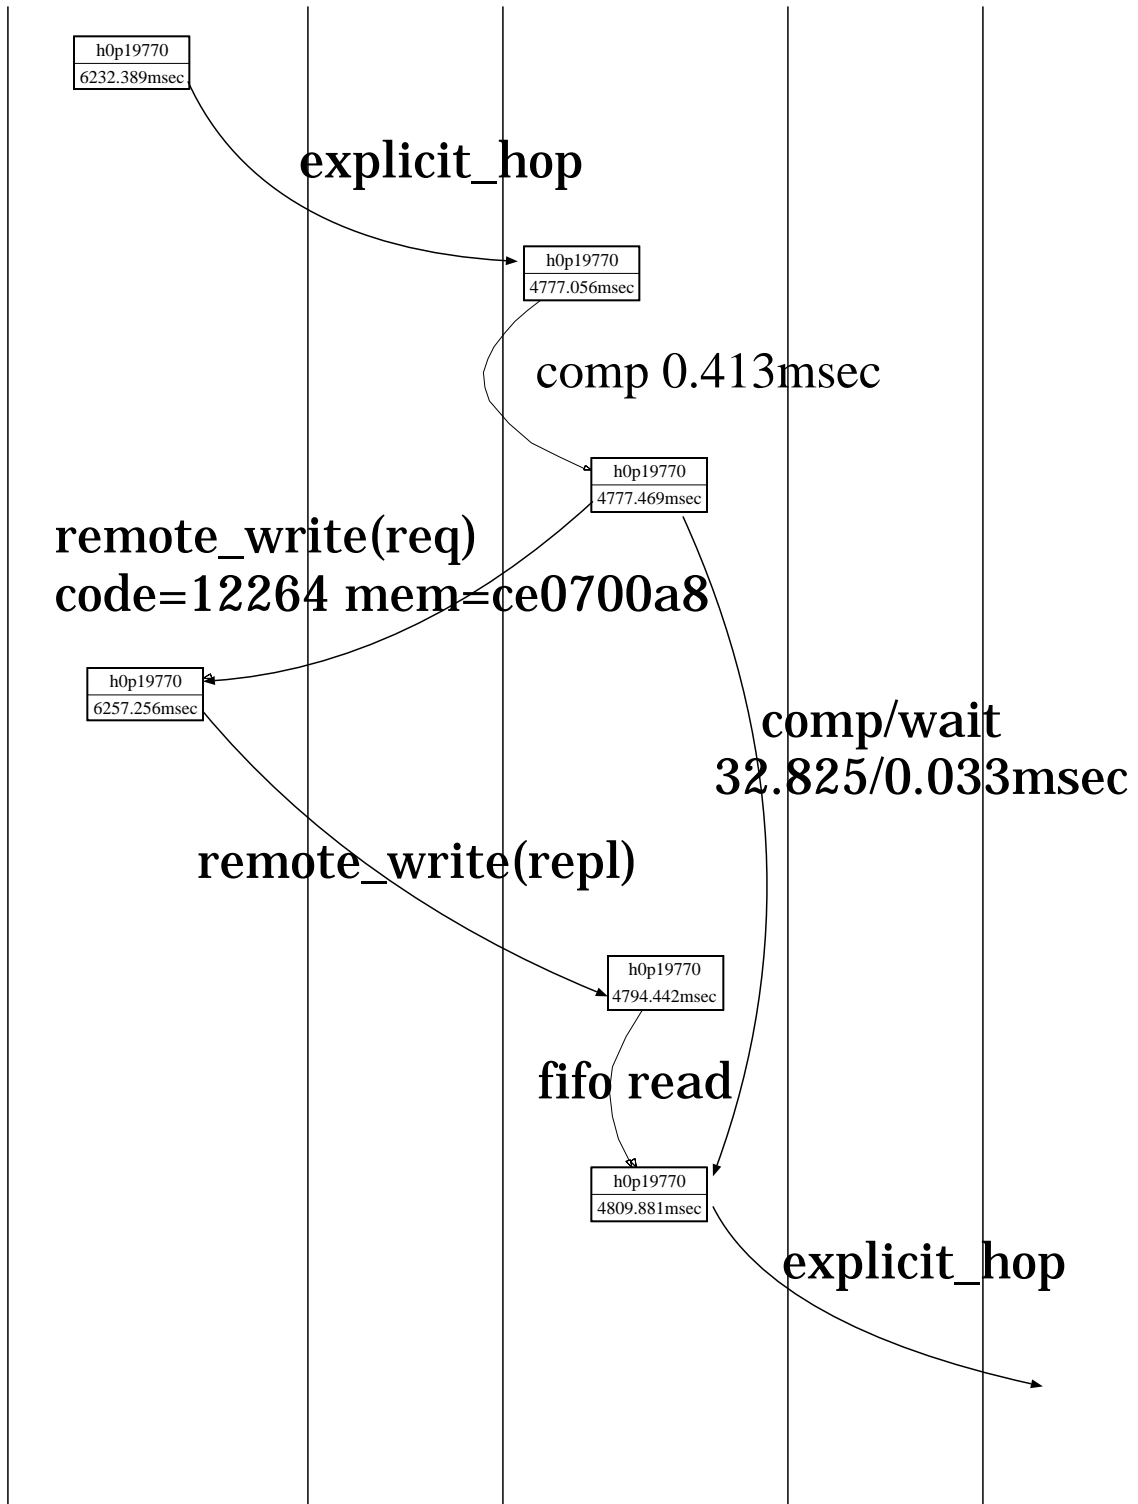 h0p19770
6232.389msec
explicit_hop
h0p19770
4777.056msec
comp 0.413msec
h0p19770
4777.469msec
remote_write(req)
code=12264 mem=ce0700a8
h0p19770
6257.256msec
comp/wait
32.825/0.033msec
remote_write(repl)
h0p19770
4794.442msec
fifo read
h0p19770
4809.881msec
explicit_hop